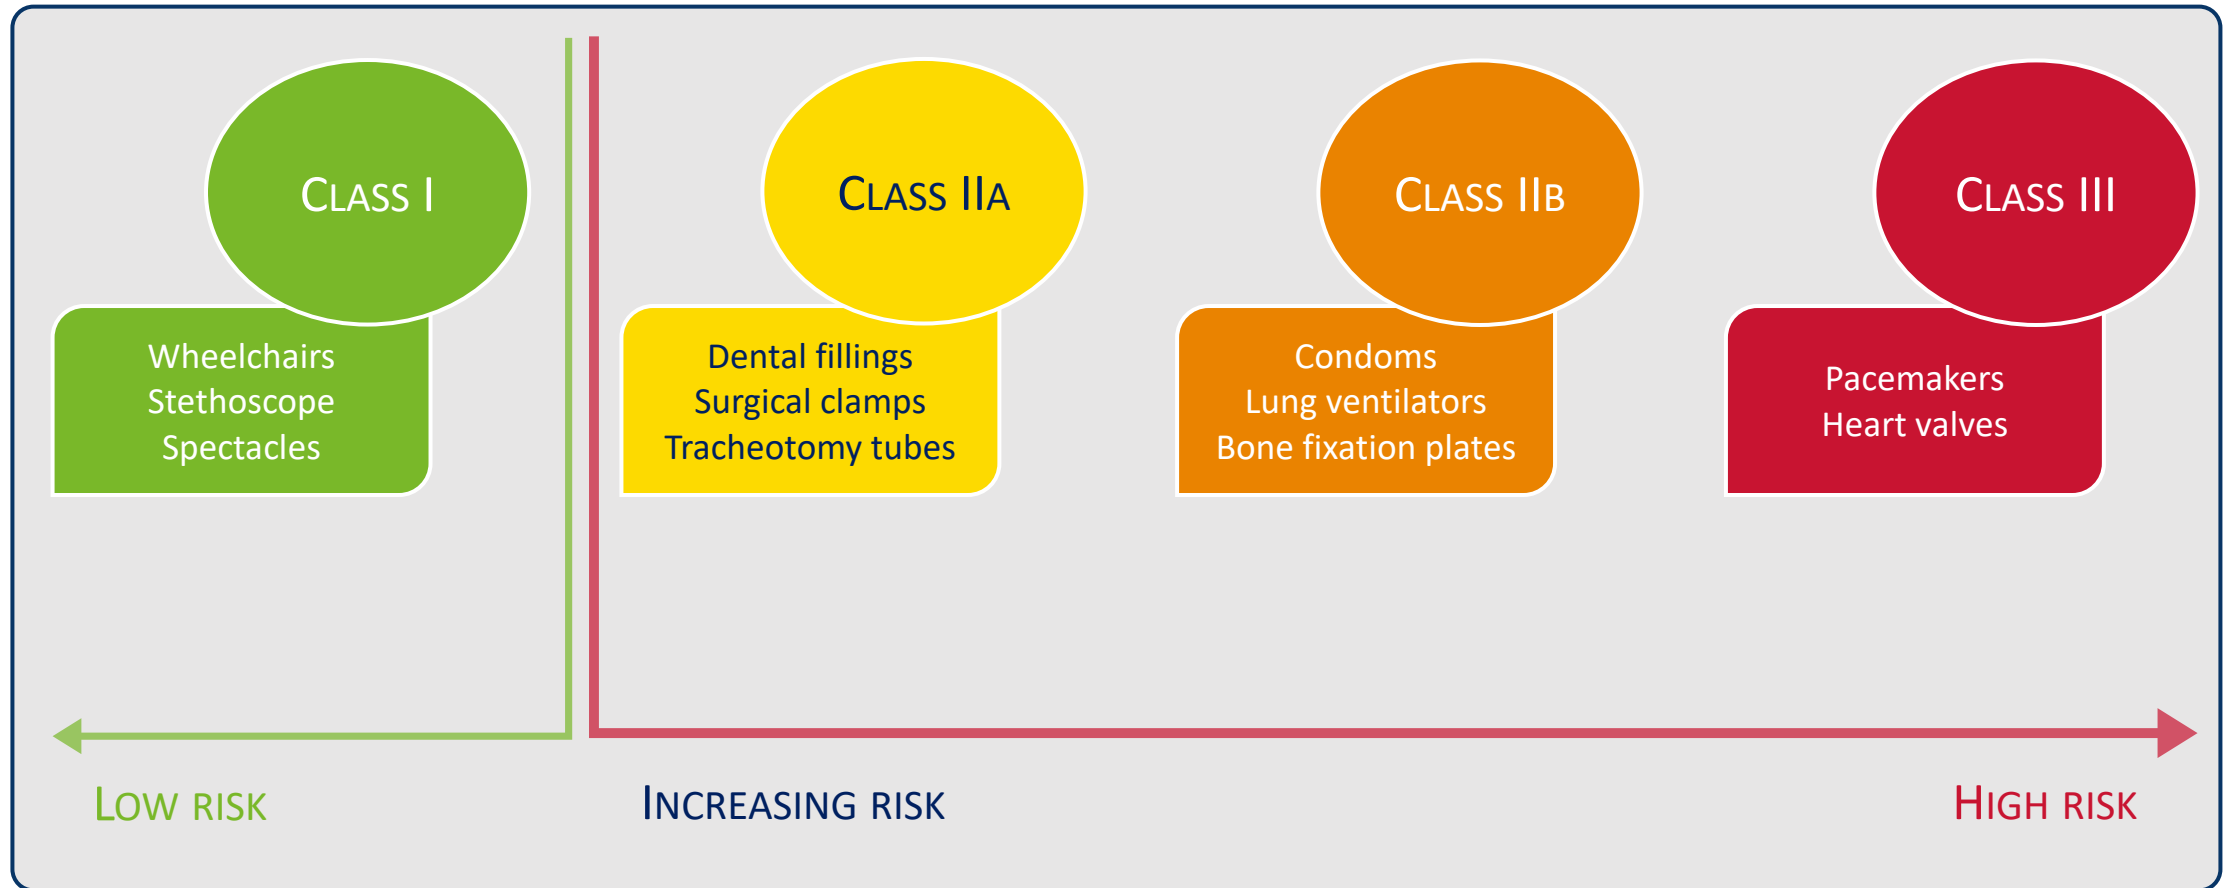 CLASS I
Wheelchairs
Stethoscope
Spectacles
CLASS IIA
Dental fillings
Surgical clamps
Tracheotomy tubes
CLASS IIB
Condoms
Lung ventilators
Bone fixation plates
CLASS III
Pacemakers
Heart valves
LOW RISK
INCREASING RISK
HIGH RISK